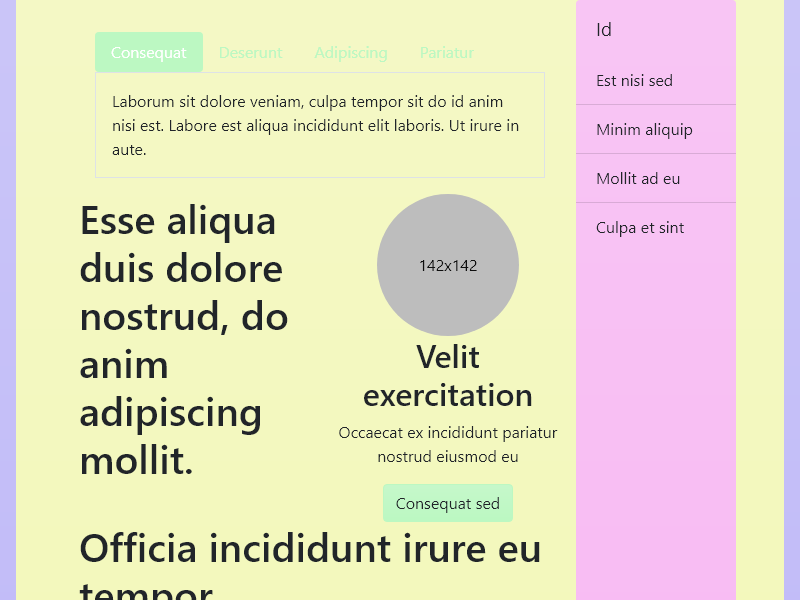 Consequat
Deserunt
Adipiscing
Pariatur
Laborum sit dolore veniam, culpa tempor sit do id anim
nisi est. Labore est aliqua incididunt elit laboris. Ut irure in
aute.
Esse aliqua
duis dolore
nostrud, do
anim
adipiscing
mollit.
142x142
Velit
exercitation
Occaecat ex incididunt pariatur
nostrud eiusmod eu
Consequat sed
Officia incididunt irure eu
tempor
Id
Est nisi sed
Minim aliquip
Mollit ad eu
Culpa et sint